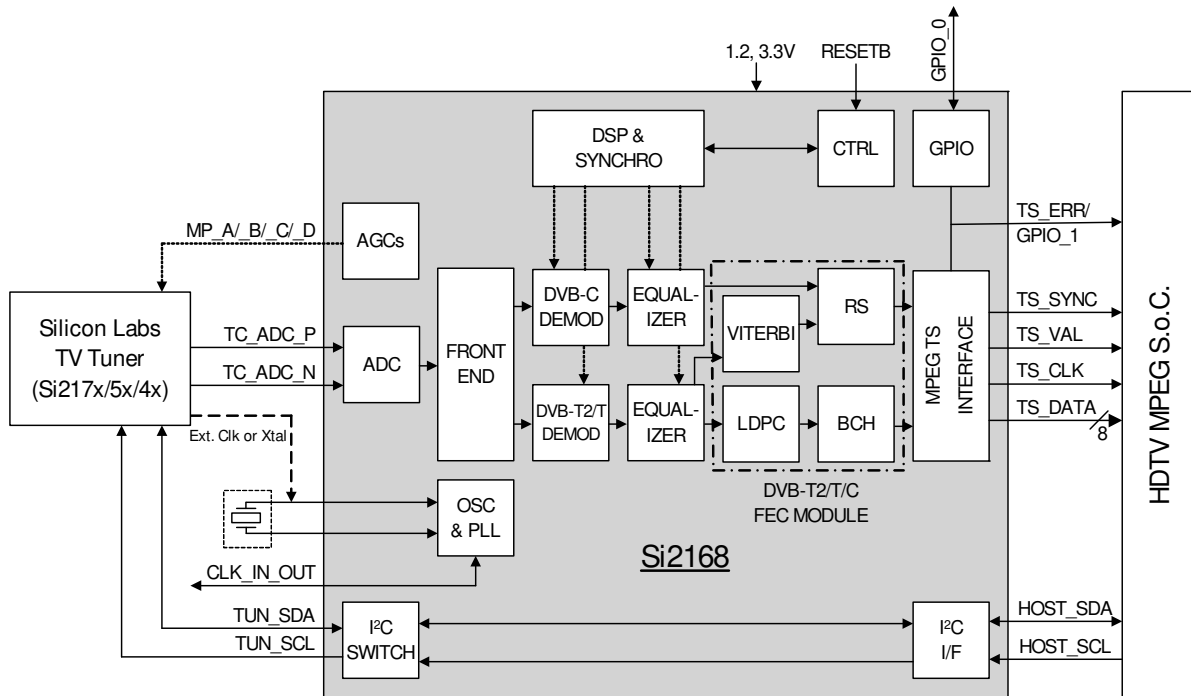 1.2, 3.3V
RESETB
GPIO_0
DSP &
SYNCHRO
CTRL
GPIO
MP_A/_B/_C/_D
AGCs
TS_ERR/
GPIO_1
Silicon Labs
TV Tuner
(Si217x/5x/4x)
TC_ADC_P
TC_ADC_N
ADC
FRONT
END
DVB-C
DEMOD
EQUAL-
IZER
VITERBI
RS
DVB-T2/T
DEMOD
EQUAL-
IZER
LDPC
BCH
MPEG TS
INTERFACE
TS_SYNC
TS_VAL
TS_CLK
TS_DATA
8
HDTV MPEG S.o.C.
Ext. Clk or Xtal
OSC
& PLL
DVB-T2/T/C
FEC MODULE
Si2168
CLK_IN_OUT
TUN_SDA
TUN_SCL
I²C
SWITCH
I²C
I/F
HOST_SDA
HOST_SCL